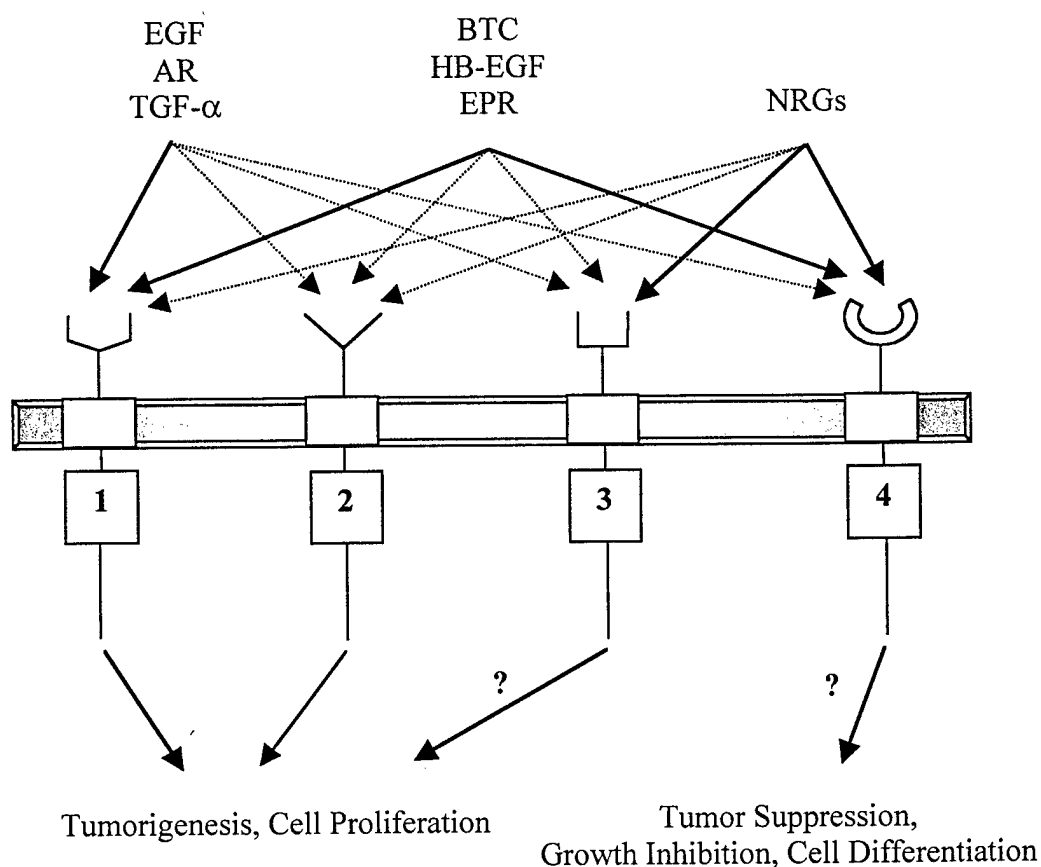 EGF
AR
TGF-α
BTC
HB-EGF
EPR
NRGs
1
2
3
4
?
?
Tumorigenesis, Cell Proliferation
Tumor Suppression,
Growth Inhibition, Cell Differentiation